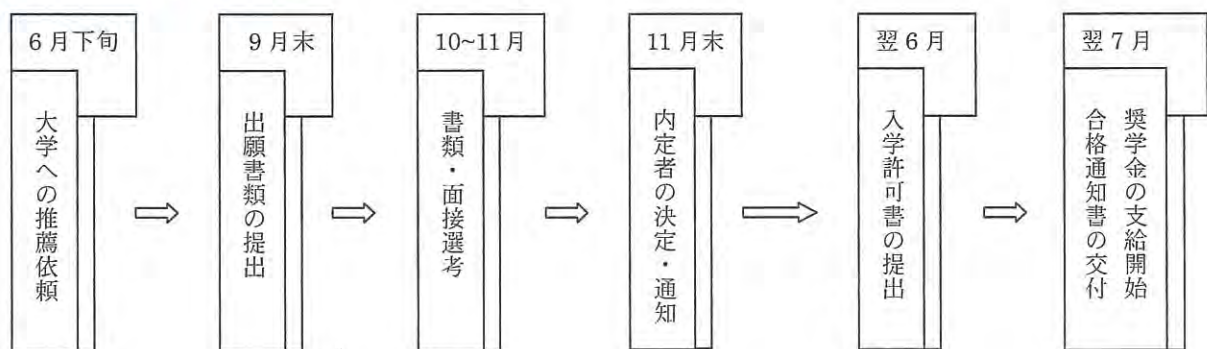 6月下旬
大学への推薦依頼
9月末
出願書類の提出
10~11月
書類・面接選考
11月末
内定者の決定・通知
翌6月
入学許可書の提出
翌7月
奨学金の支給開始
合格通知書の交付